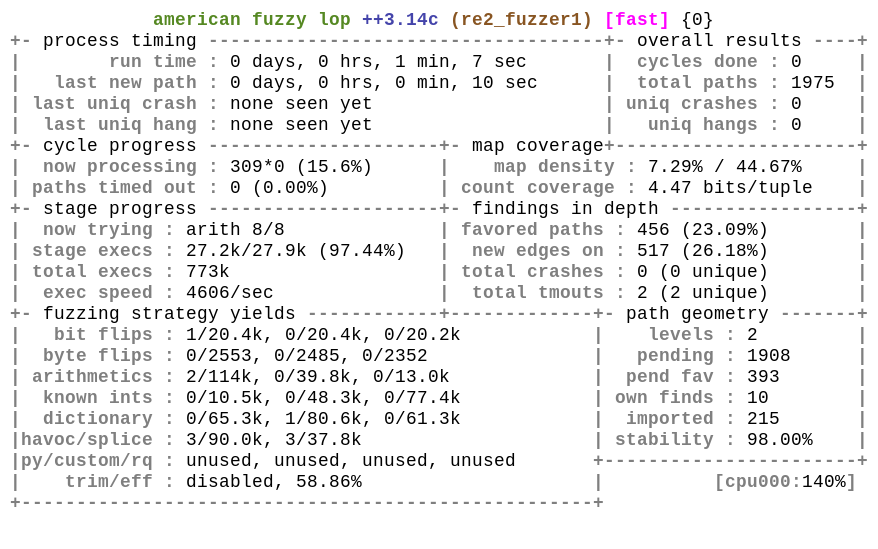 american fuzzy lop ++3.14c (re2_fuzzer1) [fast] {0}
+- process timing ------------------------------------+- overall results ----+
|        run time : 0 days, 0 hrs, 1 min, 7 sec       |  cycles done : 0     |
|   last new path : 0 days, 0 hrs, 0 min, 10 sec      |  total paths : 1975  |
| last uniq crash : none seen yet                     | uniq crashes : 0     |
|  last uniq hang : none seen yet                     |   uniq hangs : 0     |
+- cycle progress ---------------------+- map coverage+----------------------+
|  now processing : 309*0 (15.6%)      |    map density : 7.29% / 44.67%     |
| paths timed out : 0 (0.00%)          | count coverage : 4.47 bits/tuple    |
+- stage progress ---------------------+- findings in depth -----------------+
|  now trying : arith 8/8              | favored paths : 456 (23.09%)        |
| stage execs : 27.2k/27.9k (97.44%)   |  new edges on : 517 (26.18%)        |
| total execs : 773k                   | total crashes : 0 (0 unique)        |
|  exec speed : 4606/sec               |  total tmouts : 2 (2 unique)        |
+- fuzzing strategy yields ------------+-------------+- path geometry -------+
|   bit flips : 1/20.4k, 0/20.4k, 0/20.2k            |    levels : 2         |
|  byte flips : 0/2553, 0/2485, 0/2352               |   pending : 1908      |
| arithmetics : 2/114k, 0/39.8k, 0/13.0k             |  pend fav : 393       |
|  known ints : 0/10.5k, 0/48.3k, 0/77.4k            | own finds : 10        |
|  dictionary : 0/65.3k, 1/80.6k, 0/61.3k            |  imported : 215       |
|havoc/splice : 3/90.0k, 3/37.8k                     | stability : 98.00%    |
|py/custom/rq : unused, unused, unused, unused       +-----------------------+
|    trim/eff : disabled, 58.86%                     |          [cpu000:140%]
+----------------------------------------------------+